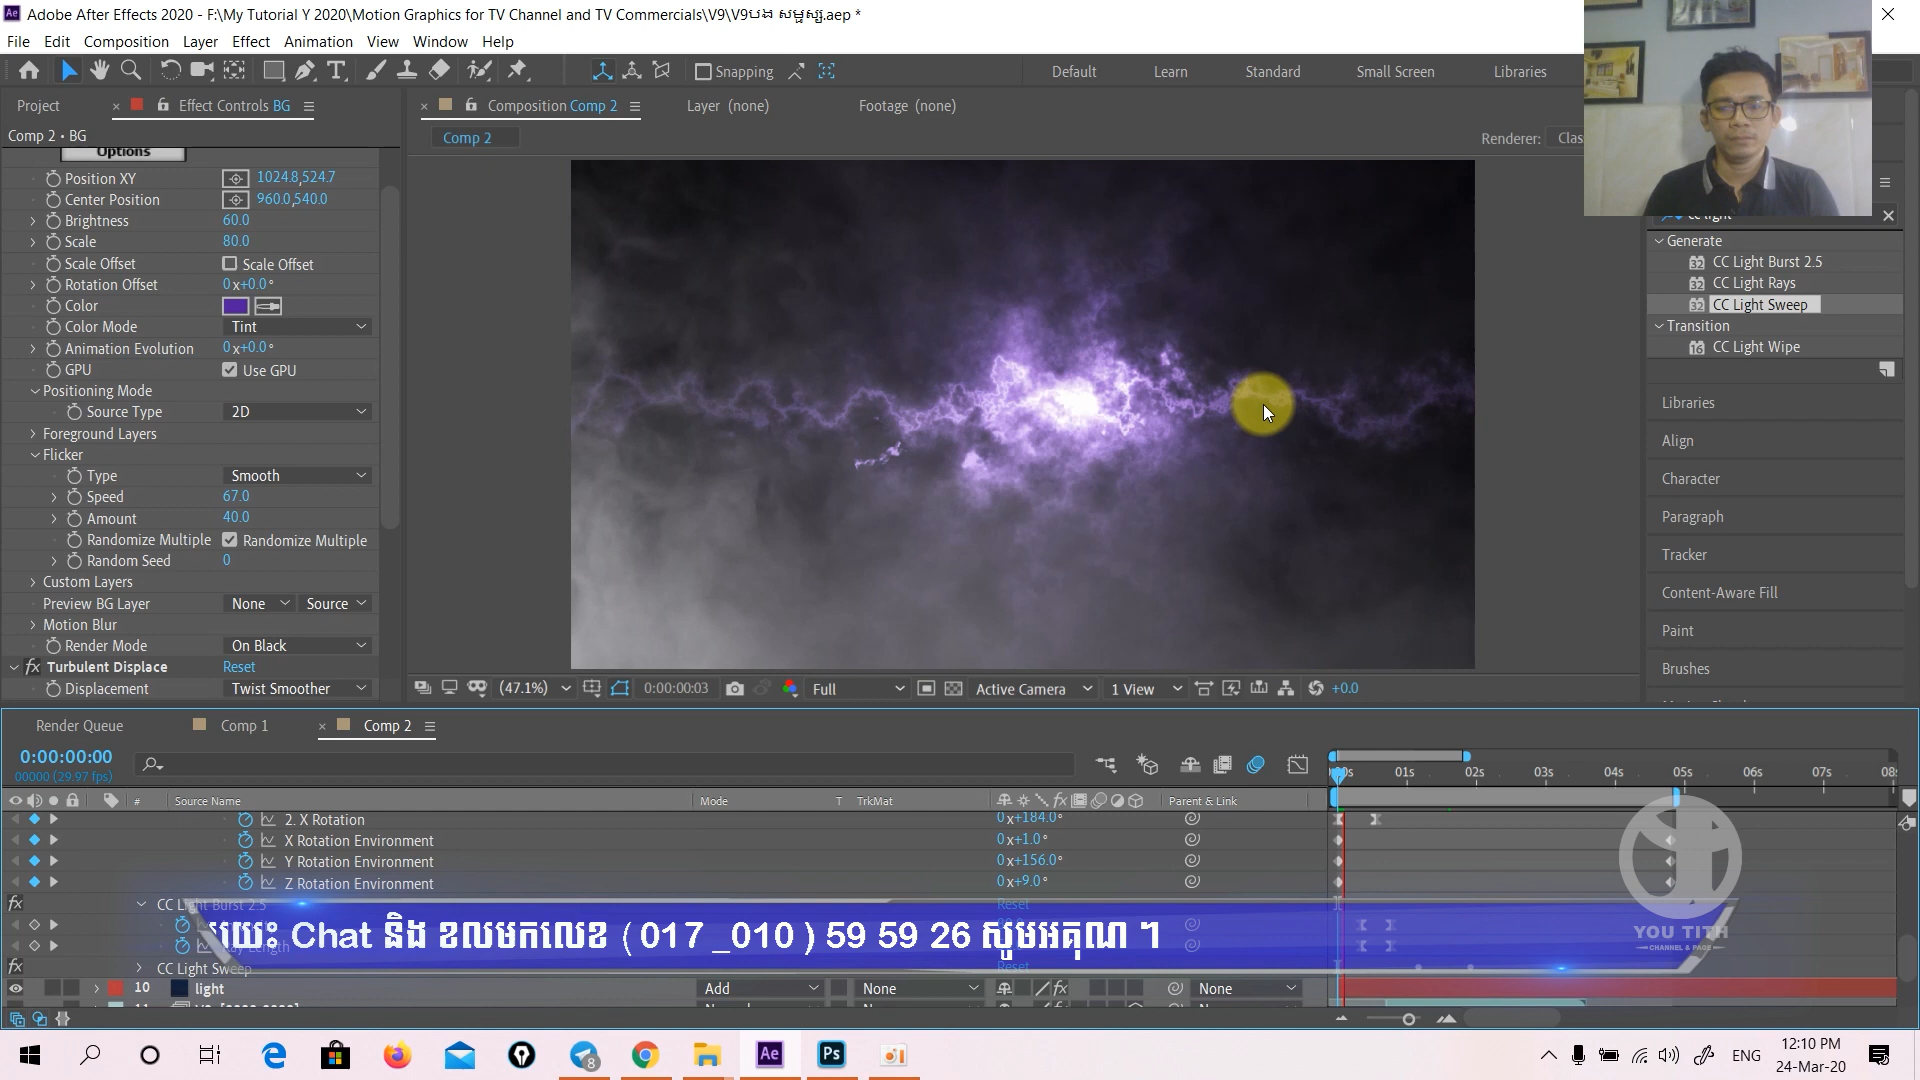 Adobe After Effects 2020 - F:\My Tutorial Y 2020\Motion Graphics for TV Channel and TV Commercials\V9\V9បង សម្ផស្ស.aep *
File Edit Composition Layer Effect Animation View Window Help
Snapping Default Learn Standard Small Screen Libraries
Project Effect Controls BG Composition Comp 2 Layer (none) Footage (none)
Comp 2 • BG
Comp 2 Renderer:
Options
Position XY 1024.8,524.7
Center Position 960.0,540.0
Brightness 60.0
Scale 80.0
Scale Offset Scale Offset
Rotation Offset 0x+0.0°
Color
Color Mode Tint
Animation Evolution 0x+0.0°
GPU Use GPU
Positioning Mode
Source Type 2D
Foreground Layers
Flicker
Type Smooth
Speed 67.0
Amount 40.0
Randomize Multiple Randomize Multiple
Random Seed 0
Custom Layers
Preview BG Layer None Source
Motion Blur
Render Mode On Black
fx Turbulent Displace Reset
Displacement Twist Smoother
Generate
CC Light Burst 2.5
CC Light Rays
CC Light Sweep
Transition
CC Light Wipe
Libraries
Align
Character
Paragraph
Tracker
Content-Aware Fill
Paint
Brushes
(47.1%) 0:00:00:03 Full Active Camera 1 View +0.0
Render Queue Comp 1 Comp 2
0:00:00:00
00000 (29.97 fps)
01s 02s 03s 04s 05s 06s 07s
# Source Name Mode T TrkMat Parent & Link
2. X Rotation 0x+184.0°
X Rotation Environment 0x+1.0°
Y Rotation Environment 0x+156.0°
Z Rotation Environment 0x+9.0°
fx CC Light Burst 2.5 Reset
Chat និង ខលមកលេខ ( 017 _010 ) 59 59 26 សូមអគុណ ។
YOU TITH
CHANNEL & PAGE
fx CC Light Sweep Reset
10 light Add None None
ENG 12:10 PM
24-Mar-20